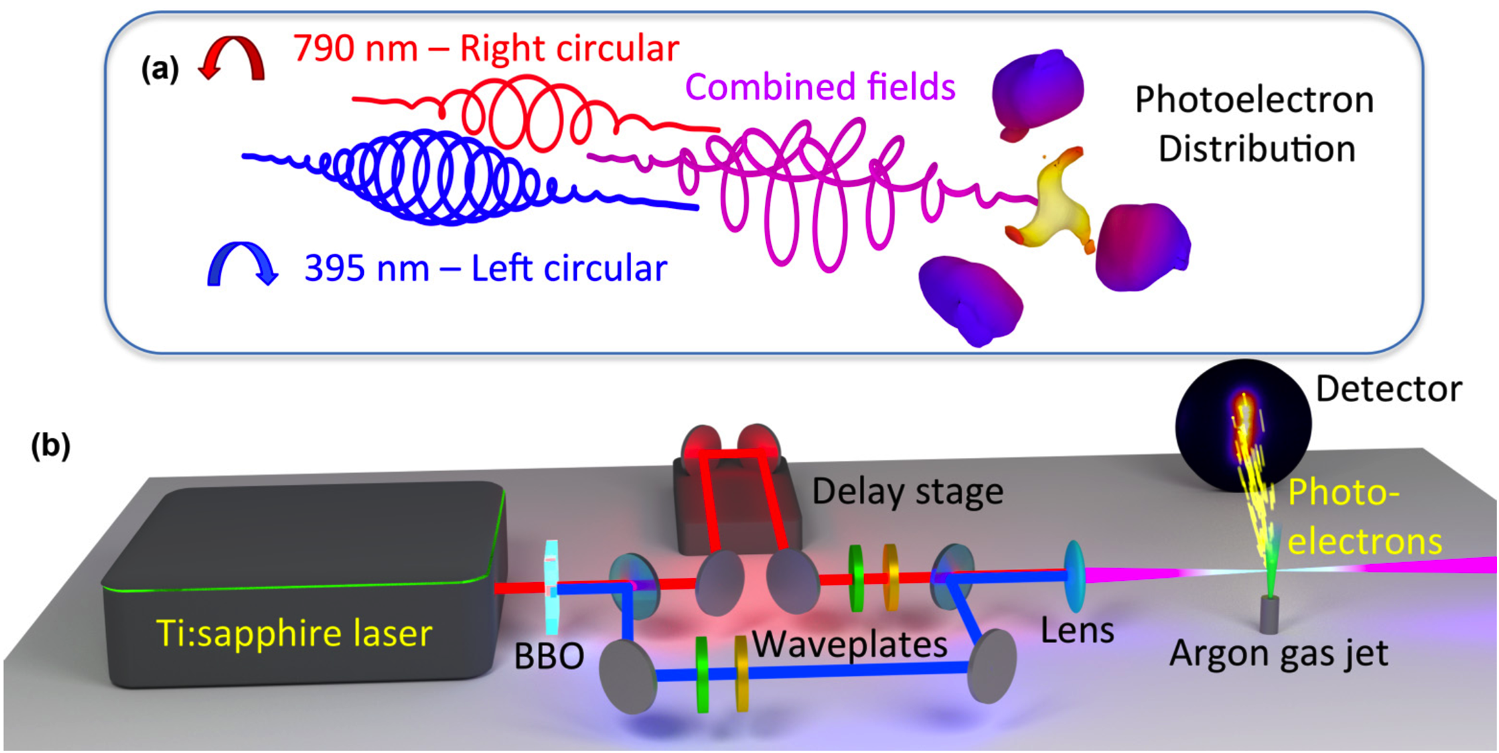 (a)
790 nm – Right circular
Combined fields
Photoelectron
Distribution
395 nm – Left circular
(b)
Detector
Delay stage
Photo-
electrons
Ti:sapphire laser
BBO
Waveplates
Lens
Argon gas jet